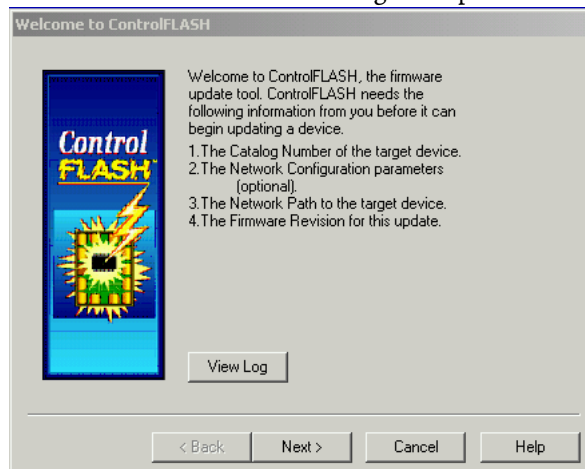 Welcome to ControlFLASH
Welcome to ControlFLASH, the firmware
update tool. ControlFLASH needs the
following information from you before it can
begin updating a device.
1.The Catalog Number of the target device.
2.The Network Configuration parameters
(optional).
3.The Network Path to the target device.
4.The Firmware Revision for this update.
Control
FLASH
View Log
< Back
Next >
Cancel
Help